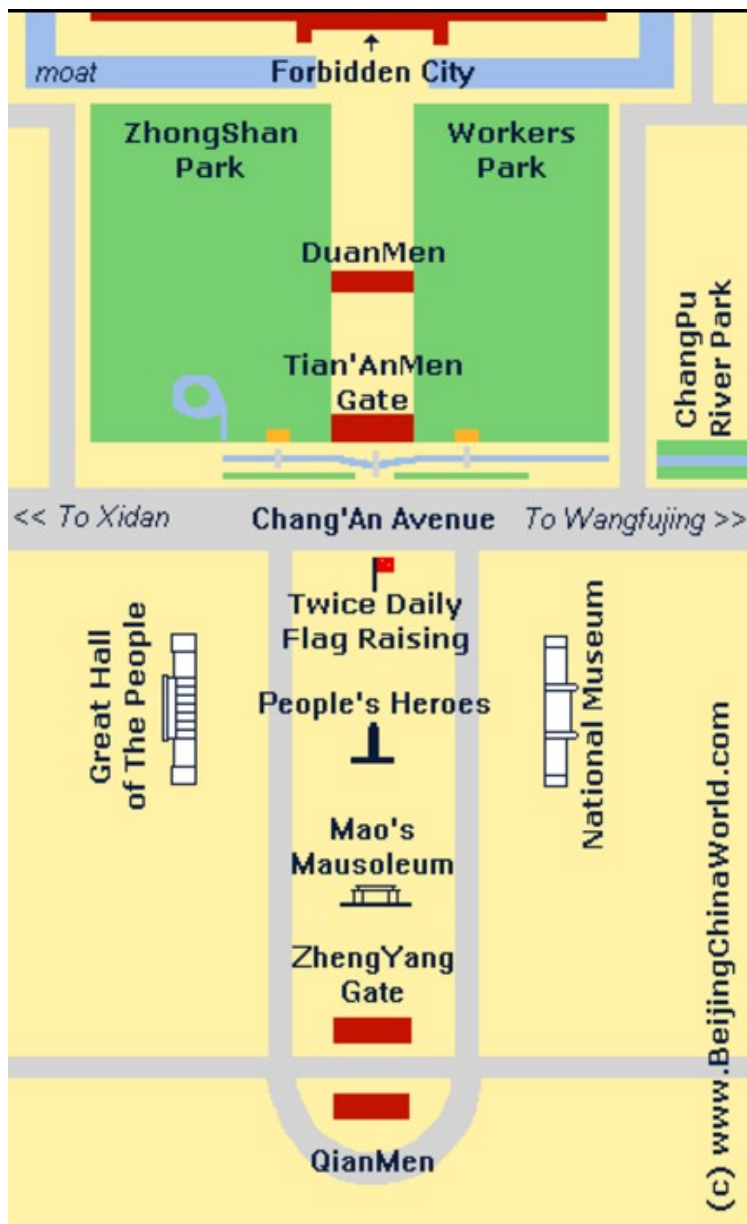 moat
Forbidden City
ZhongShan
Park
Workers
Park
DuanMen
Tian'AnMen
Gate
ChangPu
River Park
<< To Xidan
Chang'An Avenue
To Wangfujing >>
Twice Daily
Flag Raising
Great Hall
of The People
People's Heroes
National Museum
Mao's
Mausoleum
ZhengYang
Gate
QianMen
(c) www.BeijingChinaWorld.com